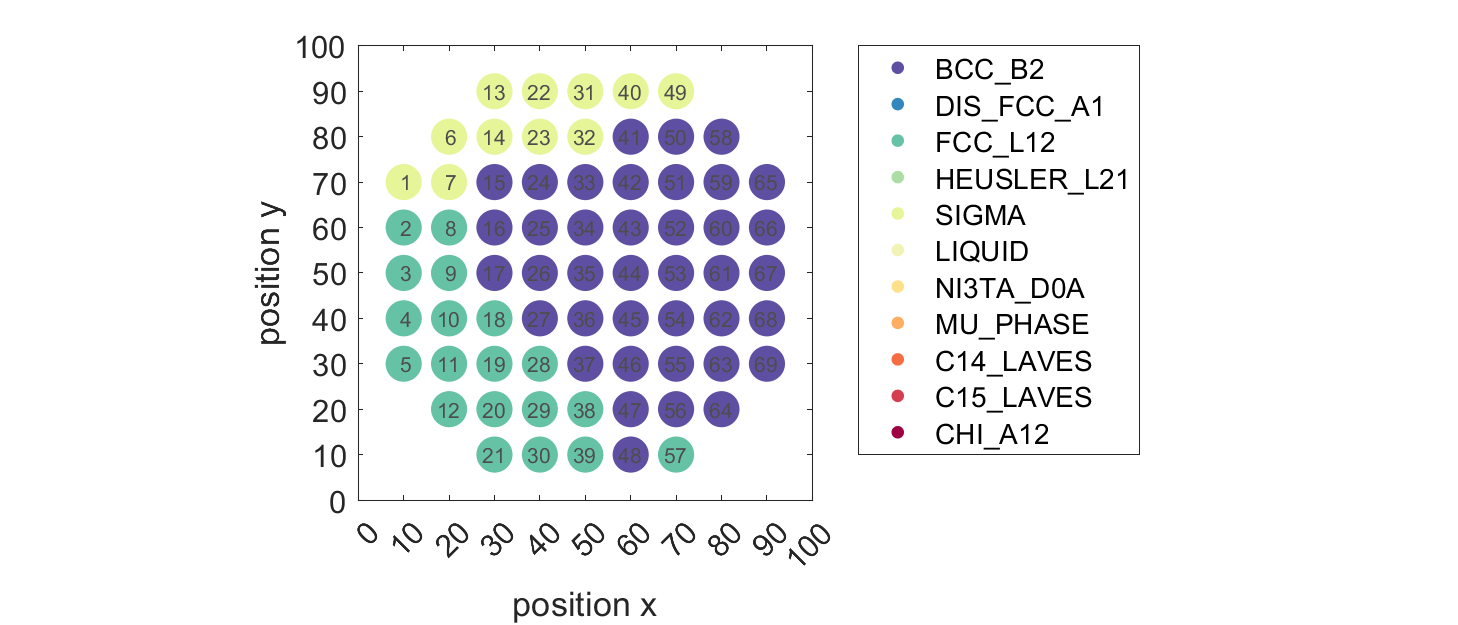 100
90
80
70
60
50
40
30
20
10
0
position y
13 22 31 40 49
6 14 23 32 41 50 58
1 7 15 24 33 42 51 59 65
2 8 16 25 34 43 52 60 66
3 9 17 26 35 44 53 61 67
4 10 18 27 36 45 54 62 68
5 11 19 28 37 46 55 63 69
12 20 29 38 47 56 64
21 30 39 48 57
0 10 20 30 40 50 60 70 80 90 100
position x
BCC_B2
DIS_FCC_A1
FCC_L12
HEUSLER_L21
SIGMA
LIQUID
NI3TA_D0A
MU_PHASE
C14_LAVES
C15_LAVES
CHI_A12